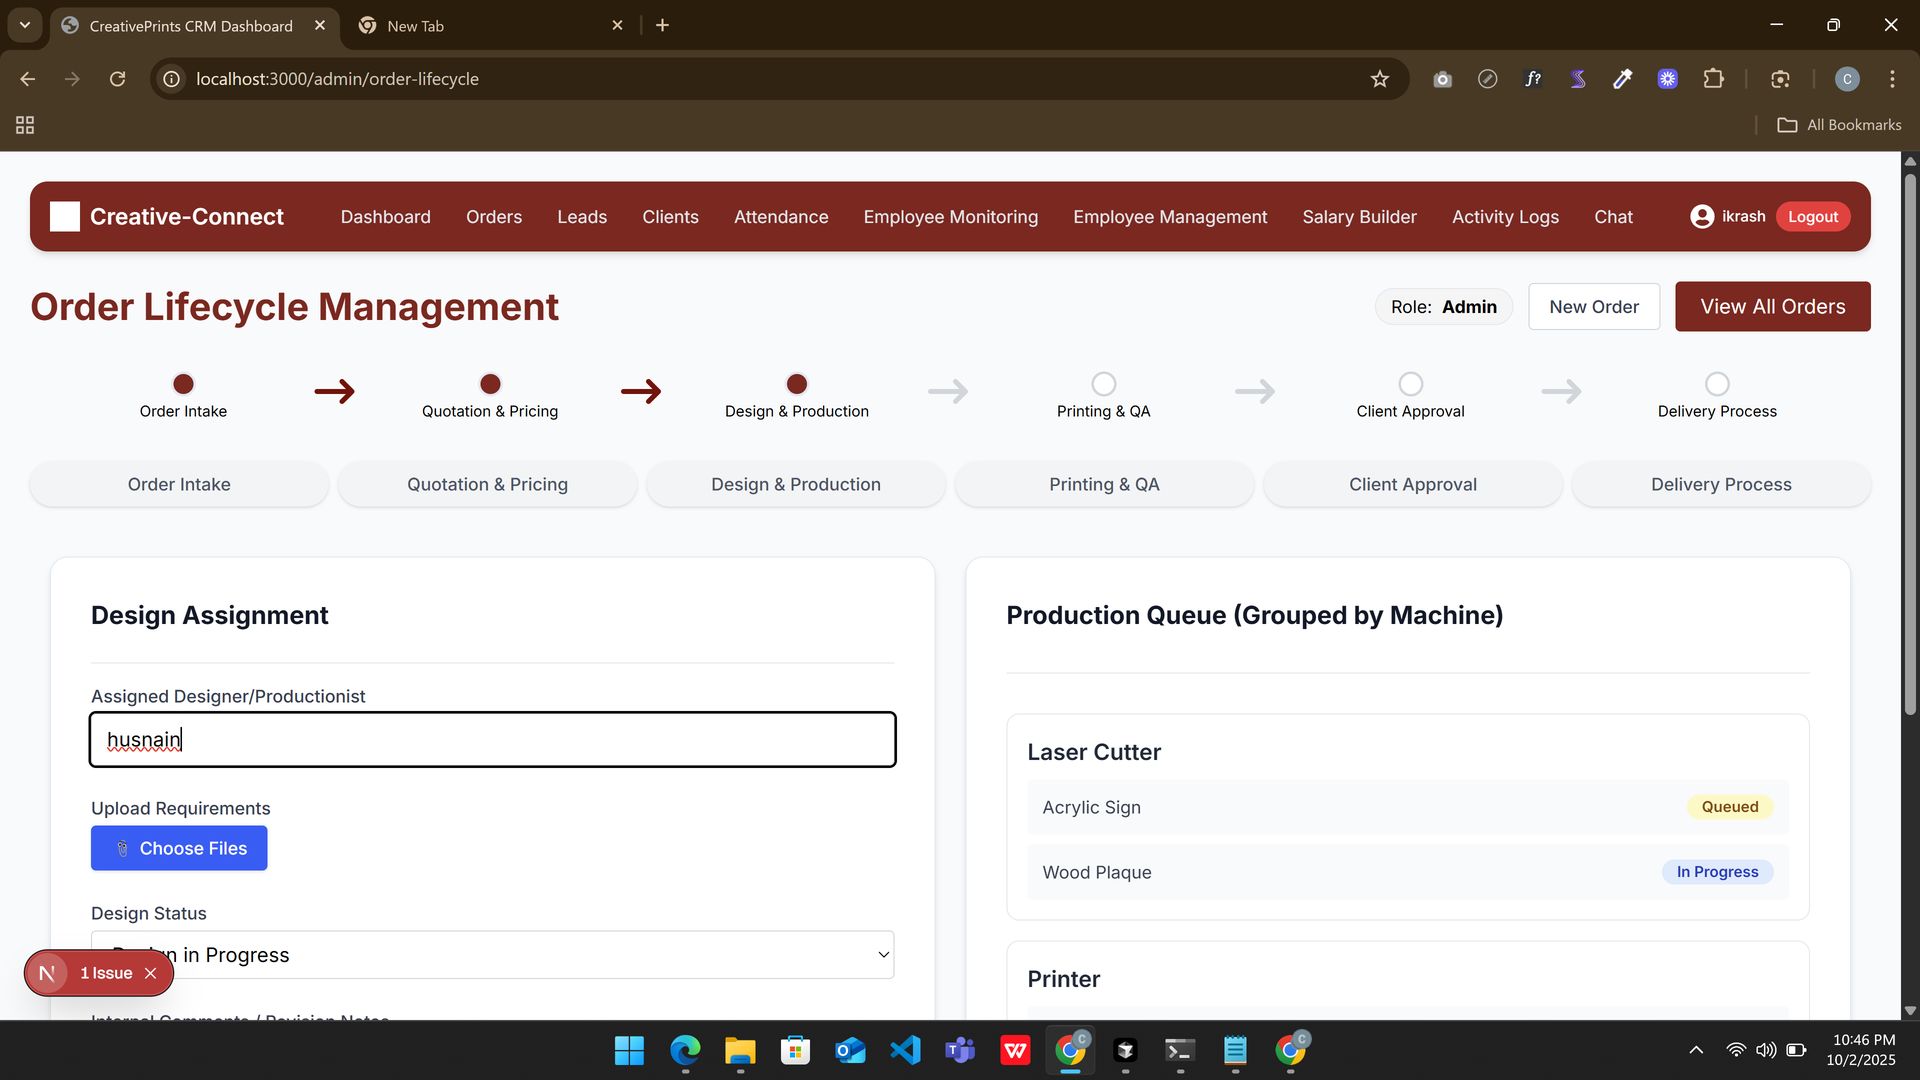 CreativePrints CRM Dashboard
New Tab
localhost:3000/admin/order-lifecycle
f?
C
All Bookmarks
Creative-Connect
Dashboard
Orders
Leads
Clients
Attendance
Employee Monitoring
Employee Management
Salary Builder
Activity Logs
Chat
ikrash
Logout
Order Lifecycle Management
Role: Admin
New Order
View All Orders
Order Intake
Quotation & Pricing
Design & Production
Printing & QA
Client Approval
Delivery Process
Order Intake
Quotation & Pricing
Design & Production
Printing & QA
Client Approval
Delivery Process
Design Assignment
Assigned Designer/Productionist
husnain
Upload Requirements
Choose Files
Design Status
Design in Progress
N 1 Issue
Internal Comments / Revision Notes
Production Queue (Grouped by Machine)
Laser Cutter
Acrylic Sign
Queued
Wood Plaque
In Progress
Printer
10:46 PM
10/2/2025